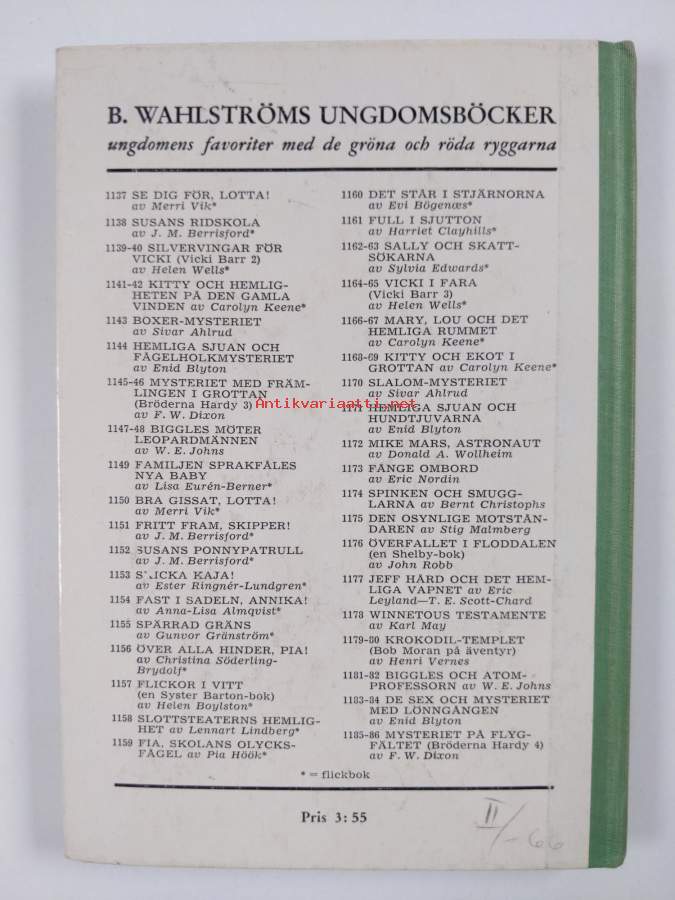 B. WAHLSTRÖMS UNGDOMSBÖCKER
ungdomens favoriter med de gröna och röda ryggarna
1137 SE DIG FÖR, LOTTA!
av Merri Vik*
1138 SUSANS RIDSKOLA
av J. M. Berrisford*
1139-40 SILVERVINGAR FÖR
VICKI (Vicki Barr 2)
av Helen Wells*
1141-42 KITTY OCH HEMLIG-
HETEN PÅ DEN GAMLA
VINDEN av Carolyn Keene*
1143 BOXER-MYSTERIET
av Sivar Ahlrud
1144 HEMLIGA SJUAN OCH
FÅGELHOLKMYSTERIET
av Enid Blyton
1145-46 MYSTERIET MED FRÄM-
LINGEN I GROTTAN
(Bröderna Hardy 3)
av F. W. Dixon
1147-48 BIGGLES MÖTER
LEOPARDMÄNNEN
av W. E. Johns
1149 FAMILJEN SPRAKFÅLES
NYA BABY
av Lisa Eurén-Berner*
1150 BRA GISSAT, LOTTA!
av Merri Vik*
1151 FRITT FRAM, SKIPPER!
av J. M. Berrisford*
1152 SUSANS PONNYPATRULL
av J. M. Berrisford*
1153 SKICKA KAJA!
av Ester Ringnér-Lundgren*
1154 FAST I SADELN, ANNIKA!
av Anna-Lisa Almqvist*
1155 SPÄRRAD GRÄNS
av Gunvor Gränström*
1156 ÖVER ALLA HINDER, PIA!
av Christina Söderling-
Brydolf*
1157 FLICKOR I VITT
(en Syster Barton-bok)
av Helen Boylston*
1158 SLOTTSTEATERNS HEMLIG-
HET av Lennart Lindberg*
1159 FIA, SKOLANS OLYCKS-
FÅGEL av Pia Höök*
1160 DET STÅR I STJÄRNORNA
av Evi Bögenæs*
1161 FULL I SJUTTON
av Harriet Clayhills*
1162-63 SALLY OCH SKATT-
SÖKARNA
av Sylvia Edwards*
1164-65 VICKI I FARA
(Vicki Barr 3)
av Helen Wells*
1166-67 MARY, LOU OCH DET
HEMLIGA RUMMET
av Carolyn Keene*
1168-69 KITTY OCH EKOT I
GROTTAN av Carolyn Keene*
1170 SLALOM-MYSTERIET
av Sivar Ahlrud
1171 HEMLIGA SJUAN OCH
HUNDTJUVARNA
av Enid Blyton
1172 MIKE MARS, ASTRONAUT
av Donald A. Wollheim
1173 FÅNGE OMBORD
av Eric Nordin
1174 SPINKEN OCH SMUGG-
LARNA av Bernt Christophs
1175 DEN OSYNLIGE MOTSTÅN-
DAREN av Stig Malmberg
1176 ÖVERFALLET I FLODDALEN
(en Shelby-bok)
av John Robb
1177 JEFF HÅRD OCH DET HEM-
LIGA VAPNET av Eric
Leyland—T. E. Scott-Chard
1178 WINNETOUS TESTAMENTE
av Karl May
1179-80 KROKODIL-TEMPLET
(Bob Moran på äventyr)
av Henri Vernes
1181-82 BIGGLES OCH ATOM-
PROFESSORN av W. E. Johns
1183-84 DE SEX OCH MYSTERIET
MED LÖNNGÅNGEN
av Enid Blyton
1185-86 MYSTERIET PÅ FLYG-
FÄLTET (Bröderna Hardy 4)
av F. W. Dixon
* = flickbok
Pris 3:55
II/-66
Antikvariaatti.net